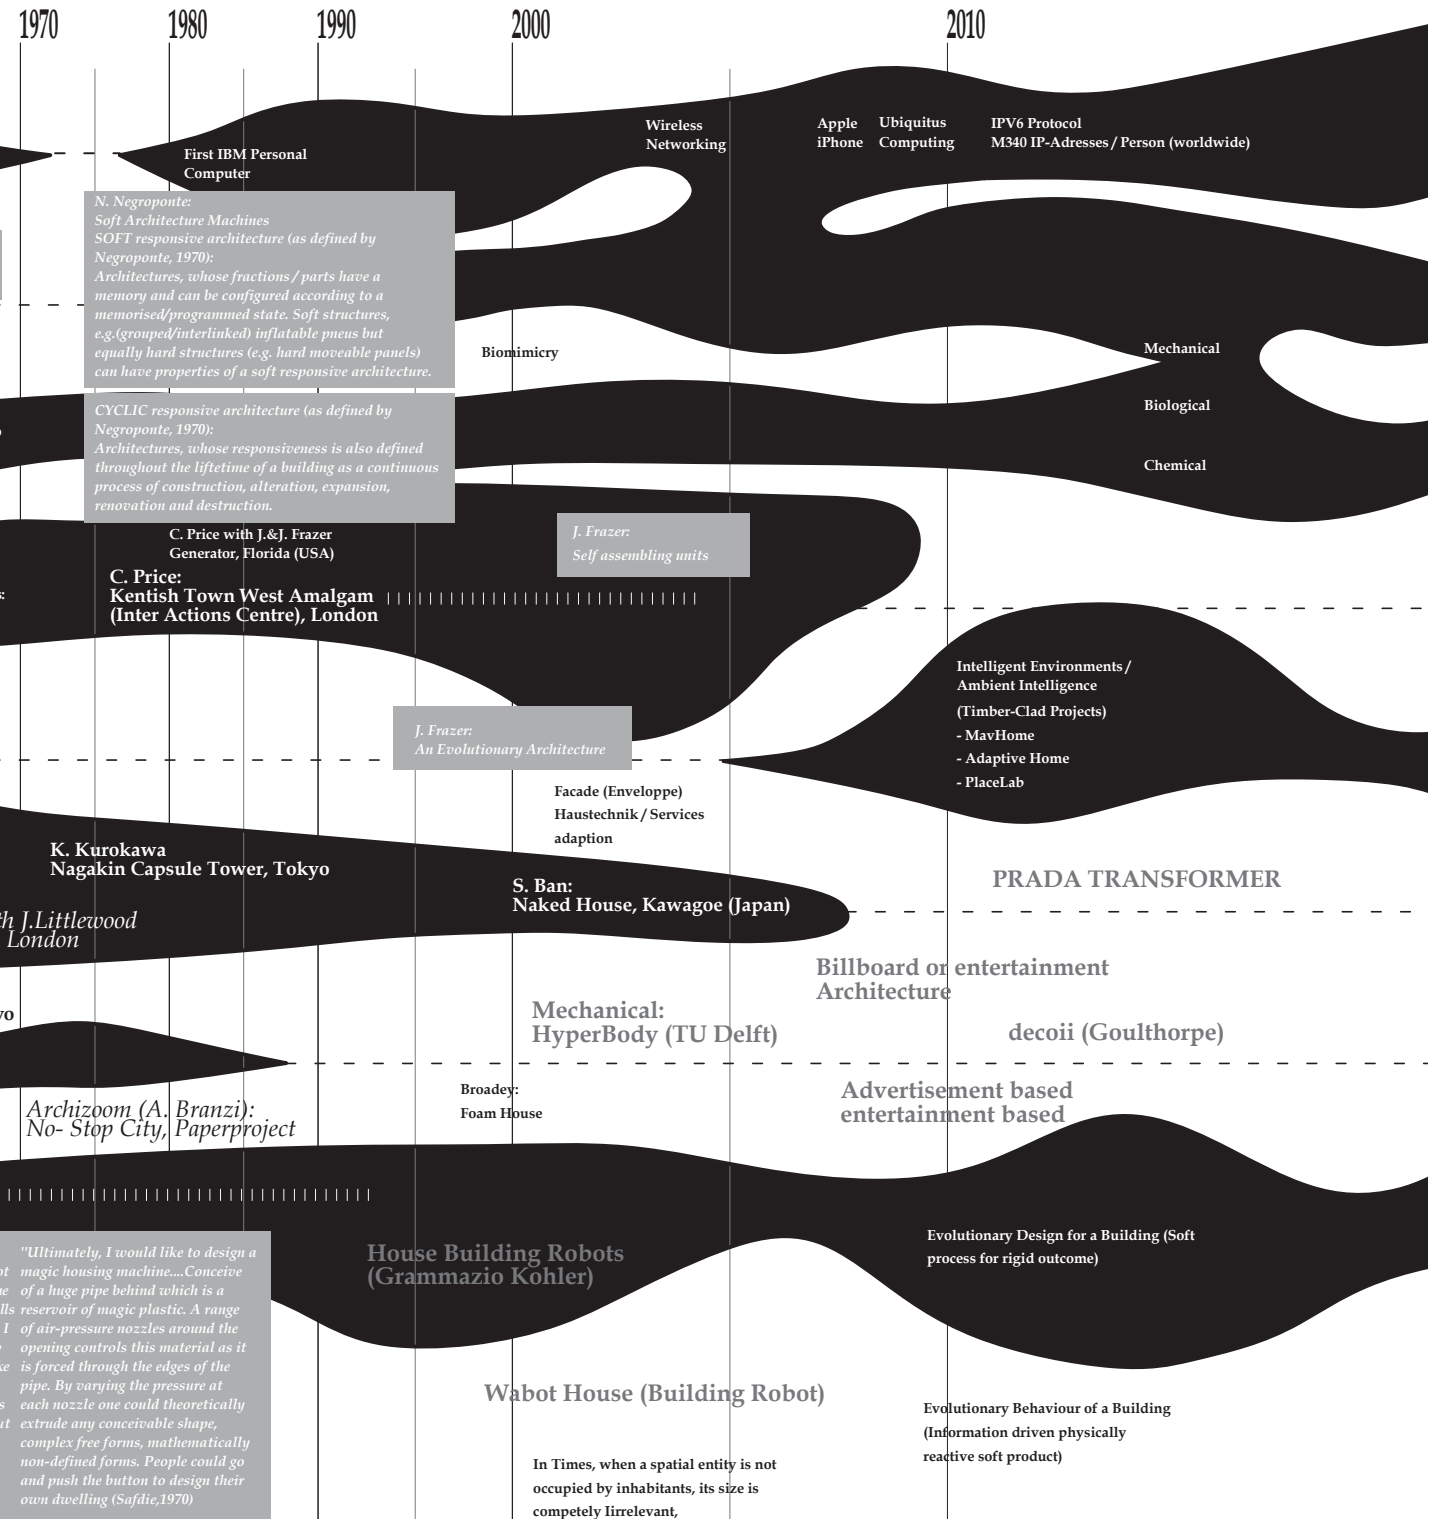 1970
1980
1990
2000
2010
Wireless
Networking
Apple
iPhone
Ubiquitus
Computing
IPV6 Protocol
M340 IP-Adresses / Person (worldwide)
First IBM Personal
Computer
N. Negroponte:
Soft Architecture Machines
SOFT responsive architecture (as defined by
Negroponte, 1970):
Architectures, whose fractions / parts have a
memory and can be configured according to a
memorised/programmed state. Soft structures,
e.g.(grouped/interlinked) inflatable pneus but
equally hard structures (e.g. hard moveable panels)
can have properties of a soft responsive architecture.
Biomimicry
Mechanical
Biological
Chemical
CYCLIC responsive architecture (as defined by
Negroponte, 1970):
Architectures, whose responsiveness is also defined
throughout the liftetime of a building as a continuous
process of construction, alteration, expansion,
renovation and destruction.
C. Price with J.&J. Frazer
Generator, Florida (USA)
J. Frazer:
Self assembling units
C. Price:
Kentish Town West Amalgam
(Inter Actions Centre), London
Intelligent Environments /
Ambient Intelligence
(Timber-Clad Projects)
- MavHome
- Adaptive Home
- PlaceLab
J. Frazer:
An Evolutionary Architecture
Facade (Enveloppe)
Haustechnik / Services
adaption
K. Kurokawa
Nagakin Capsule Tower, Tokyo
S. Ban:
Naked House, Kawagoe (Japan)
PRADA TRANSFORMER
th J.Littlewood
London
Billboard or entertainment
Architecture
Mechanical:
HyperBody (TU Delft)
decoii (Goulthorpe)
yo
Broadey:
Foam House
Advertisement based
entertainment based
Archizoom (A. Branzi):
No- Stop City, Paperproject
House Building Robots
(Grammazio Kohler)
Evolutionary Design for a Building (Soft
process for rigid outcome)
"Ultimately, I would like to design a
magic housing machine....Conceive
of a huge pipe behind which is a
reservoir of magic plastic. A range
of air-pressure nozzles around the
opening controls this material as it
is forced through the edges of the
pipe. By varying the pressure at
each nozzle one could theoretically
extrude any conceivable shape,
complex free forms, mathematically
non-defined forms. People could go
and push the button to design their
own dwelling (Safdie,1970)
Wabot House (Building Robot)
Evolutionary Behaviour of a Building
(Information driven physically
reactive soft product)
In Times, when a spatial entity is not
occupied by inhabitants, its size is
competely Iirrelevant,